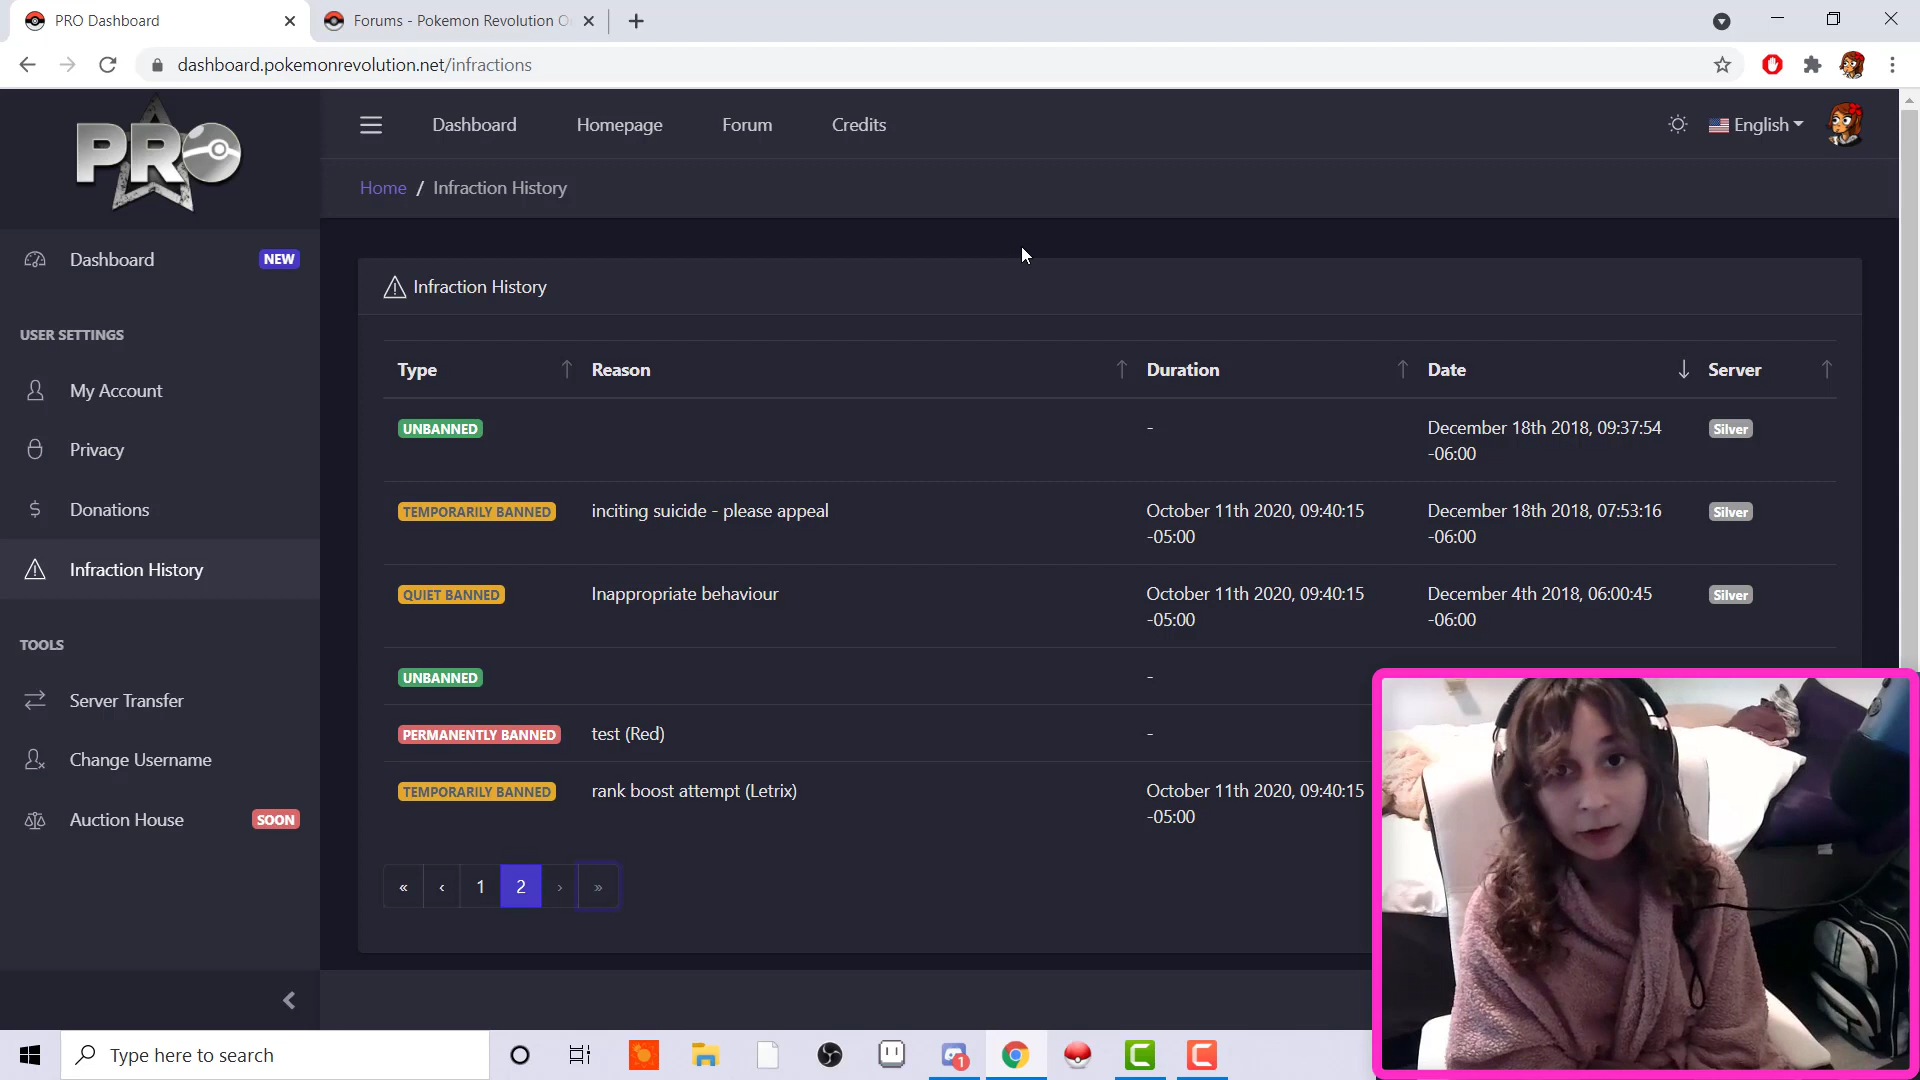 PRO Dashboard
Forums - Pokemon Revolution O
dashboard.pokemonrevolution.net/infractions
PRO
Dashboard
Homepage
Forum
Credits
English
Home / Infraction History
Dashboard NEW
USER SETTINGS
My Account
Privacy
Donations
Infraction History
TOOLS
Server Transfer
Change Username
Auction House SOON
Infraction History
Type Reason Duration Date Server
UNBANNED - December 18th 2018, 09:37:54 Silver
-06:00
TEMPORARILY BANNED inciting suicide - please appeal October 11th 2020, 09:40:15 December 18th 2018, 07:53:16 Silver
-05:00 -06:00
QUIET BANNED Inappropriate behaviour October 11th 2020, 09:40:15 December 4th 2018, 06:00:45 Silver
-05:00 -06:00
UNBANNED -
PERMANENTLY BANNED test (Red) -
TEMPORARILY BANNED rank boost attempt (Letrix) October 11th 2020, 09:40:15
-05:00
« ‹ 1 2 › »
Type here to search
1